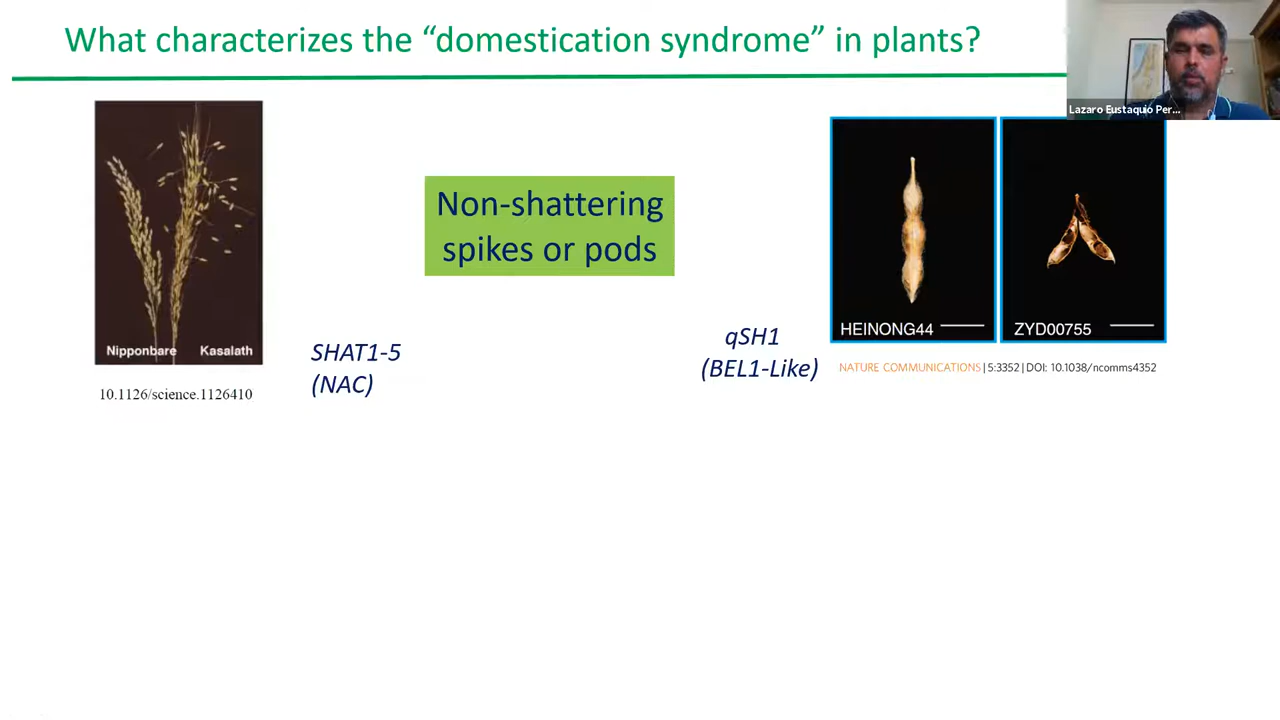 What characterizes the “domestication syndrome” in plants?
Lazaro Eustaquio Per...
Non-shattering
spikes or pods
Nipponbare Kasalath
10.1126/science.1126410
SHAT1-5
(NAC)
qSH1
(BEL1-Like)
HEINONG44
ZYD00755
NATURE COMMUNICATIONS | 5:3352 | DOI: 10.1038/ncomms4352